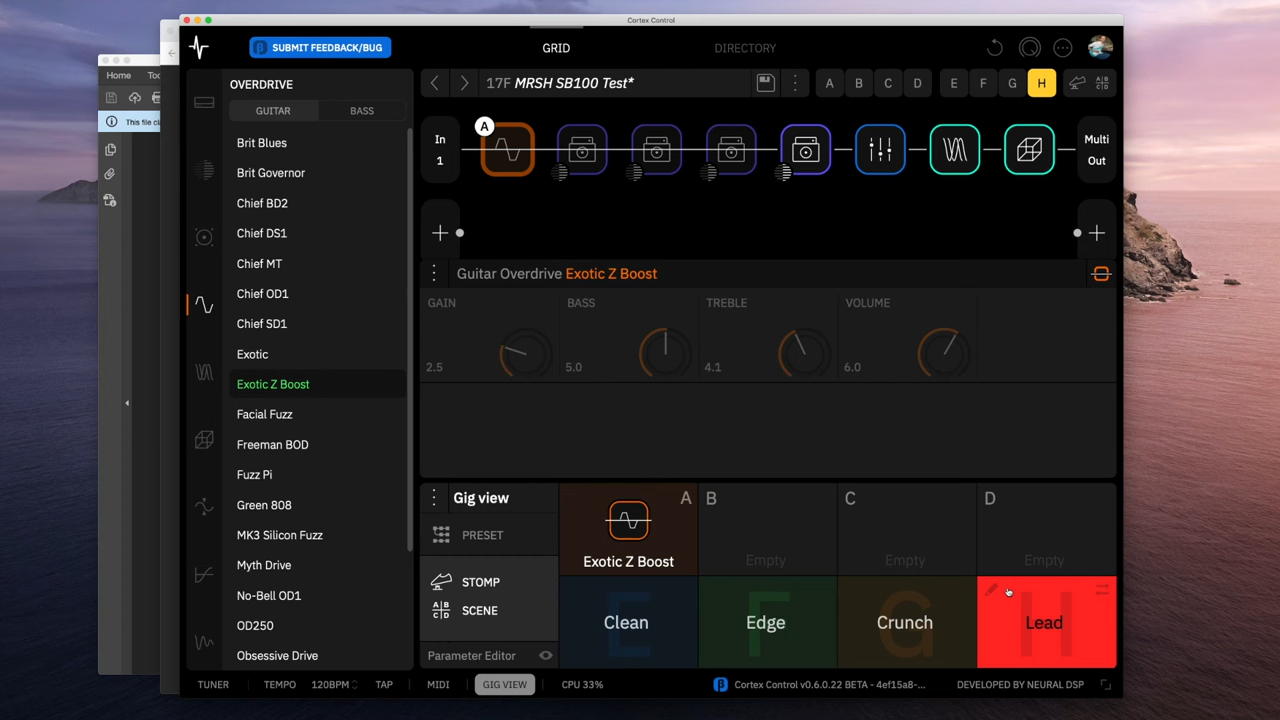 Cortex Control
SUBMIT FEEDBACK/BUG
GRID
DIRECTORY
Home
This file cl
OVERDRIVE
GUITAR BASS
Brit Blues
Brit Governor
Chief BD2
Chief DS1
Chief MT
Chief OD1
Chief SD1
Exotic
Exotic Z Boost
Facial Fuzz
Freeman BOD
Fuzz Pi
Green 808
MK3 Silicon Fuzz
Myth Drive
No-Bell OD1
OD250
Obsessive Drive
17F MRSH SB100 Test*
A B C D E F G H
In
1
A
Multi
Out
Guitar Overdrive Exotic Z Boost
GAIN BASS TREBLE VOLUME
2.5 5.0 4.1 6.0
Gig view
PRESET
STOMP
SCENE
Parameter Editor
A B C D
Exotic Z Boost Empty Empty Empty
E F G H
Clean Edge Crunch Lead
TUNER TEMPO 120BPM TAP MIDI GIG VIEW CPU 33%
Cortex Control v0.6.0.22 BETA - 4ef15a8-...
DEVELOPED BY NEURAL DSP